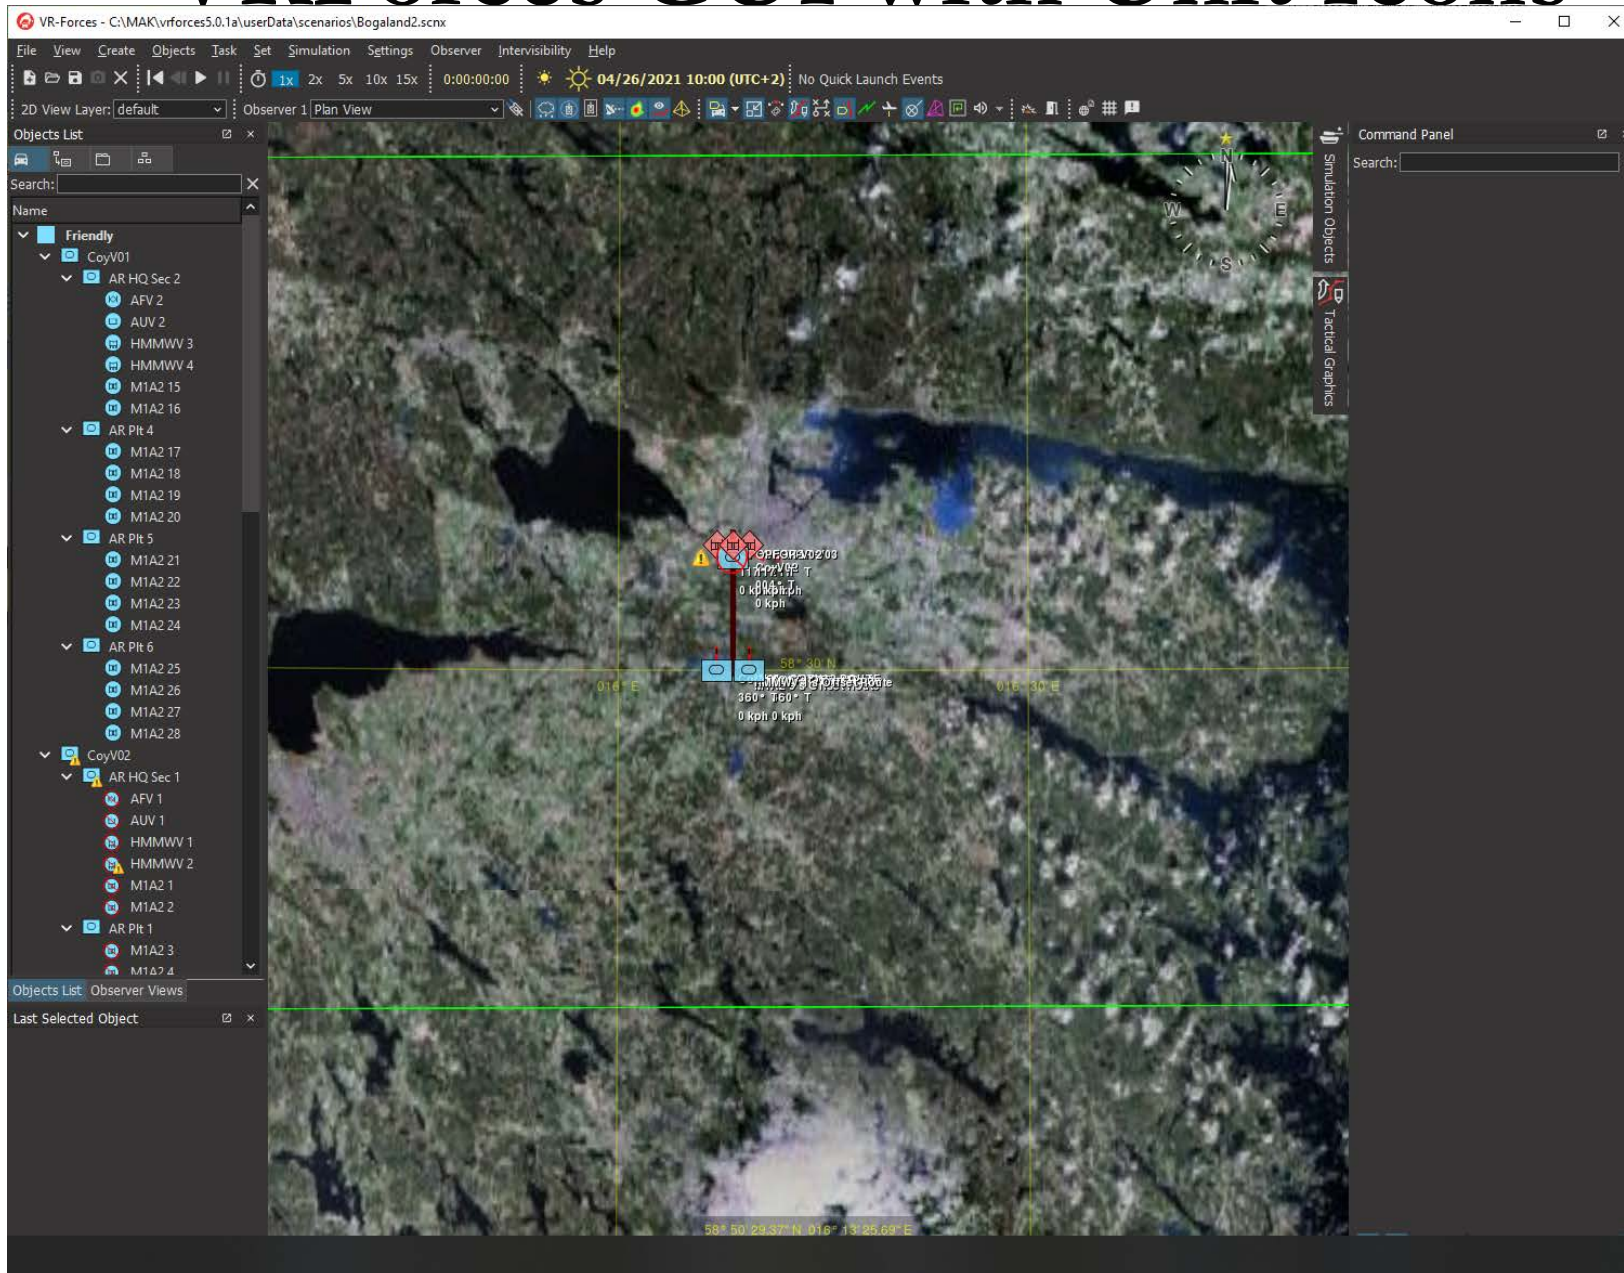 VRForces GUI with Unit Icons
VR-Forces - C:\MAK\vrforces5.0.1a\userData\scenarios\Bogaland2.scnx
File View Create Objects Task Set Simulation Settings Observer Intervisibility Help
1x 2x 5x 10x 15x 0:00:00:00 04/26/2021 10:00 (UTC+2) No Quick Launch Events
2D View Layer: default Observer 1 Plan View
Objects List
Search:
Name
Friendly
CoyV01
AR HQ Sec 2
AFV 2
AUV 2
HMMWV 3
HMMWV 4
M1A2 15
M1A2 16
AR Plt 4
M1A2 17
M1A2 18
M1A2 19
M1A2 20
AR Plt 5
M1A2 21
M1A2 22
M1A2 23
M1A2 24
AR Plt 6
M1A2 25
M1A2 26
M1A2 27
M1A2 28
CoyV02
AR HQ Sec 1
AFV 1
AUV 1
HMMWV 1
HMMWV 2
M1A2 1
M1A2 2
AR Plt 1
M1A2 3
M1A2 4
Objects List Observer Views
Last Selected Object
N
W E
S
0 kph
58° 30' N
016° E
016° 30' E
360° T
0 kph 0 kph
58° 50' 29.37" N 016° 13' 25.69" E
Simulation Objects
Tactical Graphics
Command Panel
Search: